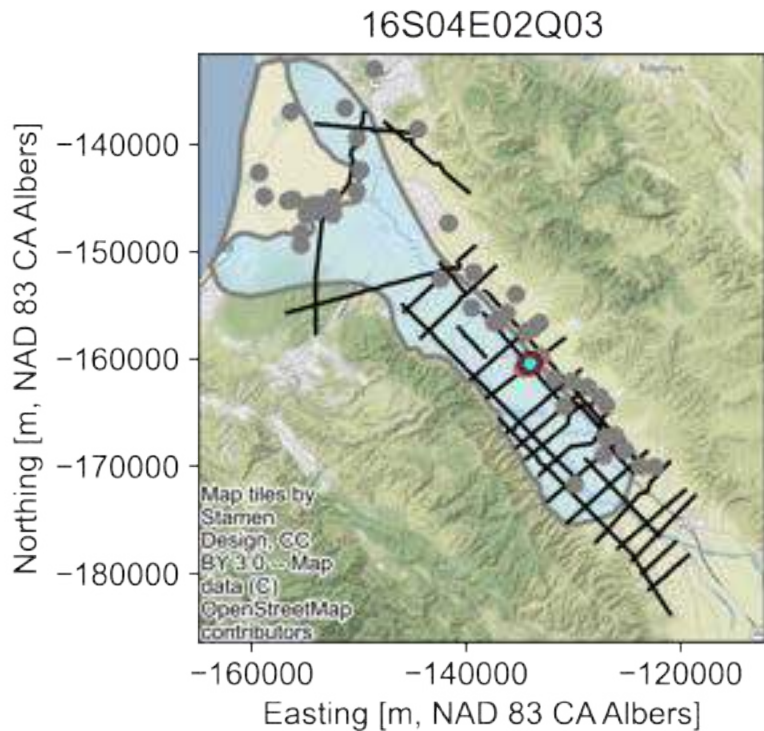 16S04E02Q03
−140000
−150000
−160000
−170000
−180000
Northing [m, NAD 83 CA Albers]
Map tiles by
Stamen
Design, CC
BY 3.0 -- Map
data (C)
OpenStreetMap
contributors
−160000
−140000
−120000
Easting [m, NAD 83 CA Albers]